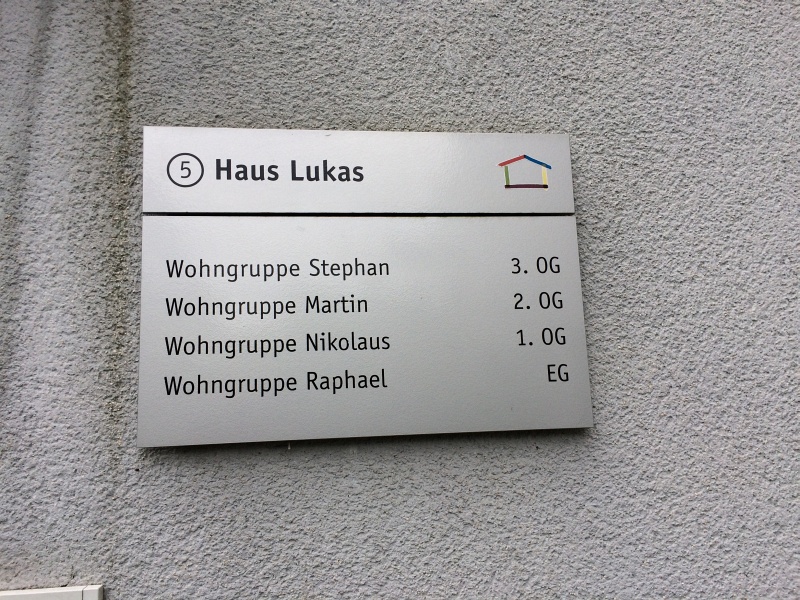 5 Haus Lukas
Wohngruppe Stephan 3. OG
Wohngruppe Martin 2. OG
Wohngruppe Nikolaus 1. OG
Wohngruppe Raphael EG